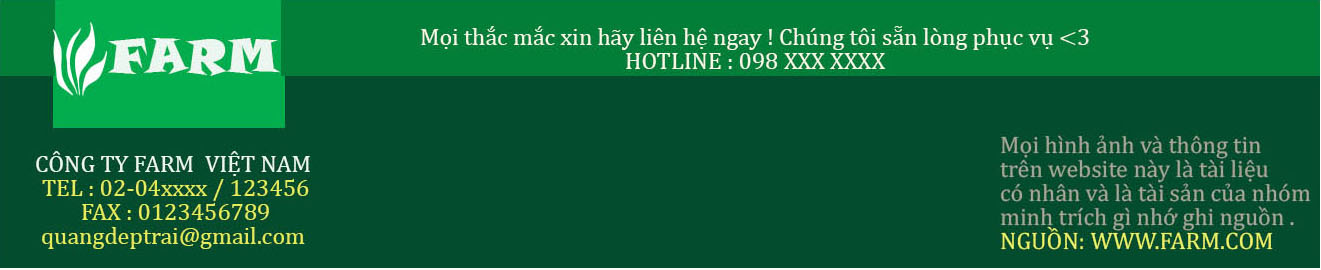 FARM
Mọi thắc mắc xin hãy liên hệ ngay ! Chúng tôi sẵn lòng phục vụ <3
HOTLINE : 098 XXX XXXX
CÔNG TY FARM VIỆT NAM
TEL : 02-04xxxx / 123456
FAX : 0123456789
quangdeptrai@gmail.com
Mọi hình ảnh và thông tin
trên website này là tài liệu
có nhân và là tài sản của nhóm
minh trích gì nhớ ghi nguồn .
NGUỒN: WWW.FARM.COM